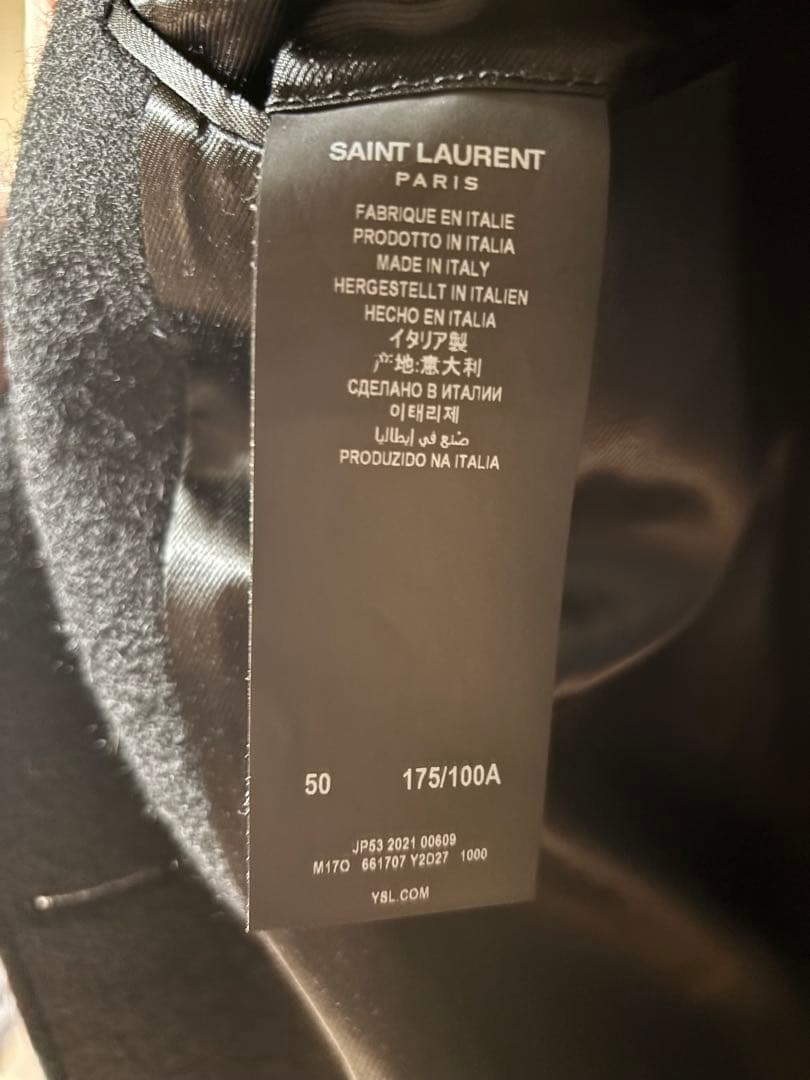 SAINT LAURENT
PARIS
FABRIQUE EN ITALIE
PRODOTTO IN ITALIA
MADE IN ITALY
HERGESTELLT IN ITALIEN
HECHO EN ITALIA
イタリア製
产地:意大利
СДЕЛАНО В ИТАЛИИ
이태리제
صنع في إيطاليا
PRODUZIDO NA ITALIA
50 175/100A
JP53 2021 00609
M17O 661707 Y2D27 1000
YSL.COM